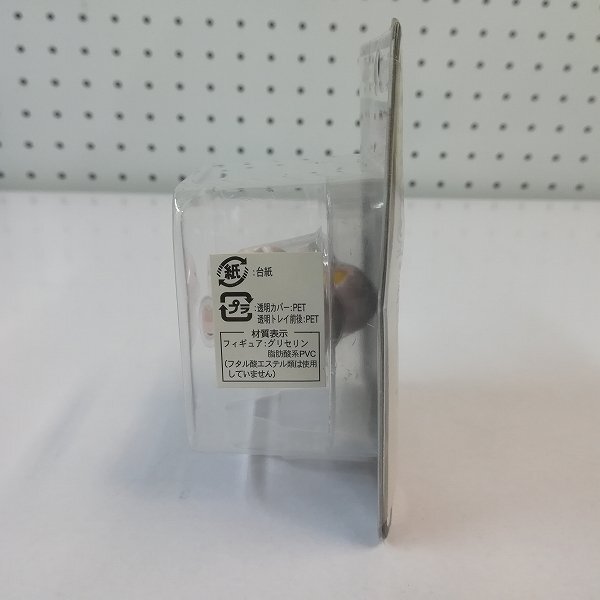 紙:台紙
プラ:透明カバー:PET
透明トレイ前後:PET
材質表示
フィギュア:グリセリン
脂肪酸系PVC
(フタル酸エステル類は使用
していません)